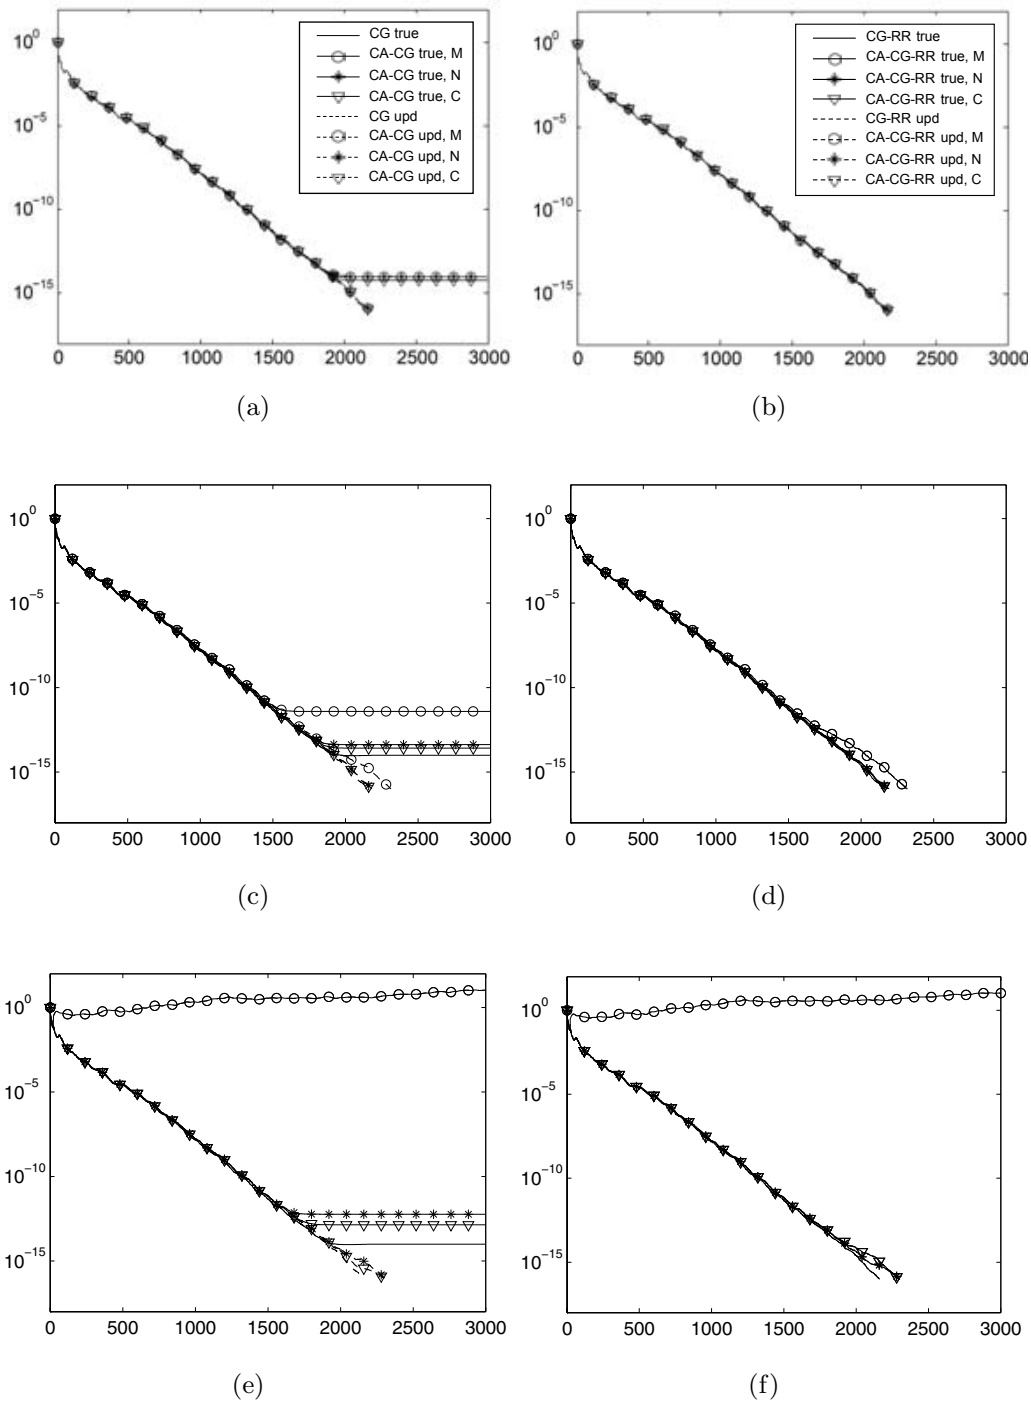 CG true
CA-CG true, M
CA-CG true, N
CA-CG true, C
CG upd
CA-CG upd, M
CA-CG upd, N
CA-CG upd, C
10^0
10^-5
10^-10
10^-15
0 500 1000 1500 2000 2500 3000
(a)
CG-RR true
CA-CG-RR true, M
CA-CG-RR true, N
CA-CG-RR true, C
CG-RR upd
CA-CG-RR upd, M
CA-CG-RR upd, N
CA-CG-RR upd, C
10^0
10^-5
10^-10
10^-15
0 500 1000 1500 2000 2500 3000
(b)
10^0
10^-5
10^-10
10^-15
0 500 1000 1500 2000 2500 3000
(c)
10^0
10^-5
10^-10
10^-15
0 500 1000 1500 2000 2500 3000
(d)
10^0
10^-5
10^-10
10^-15
0 500 1000 1500 2000 2500 3000
(e)
10^0
10^-5
10^-10
10^-15
0 500 1000 1500 2000 2500 3000
(f)